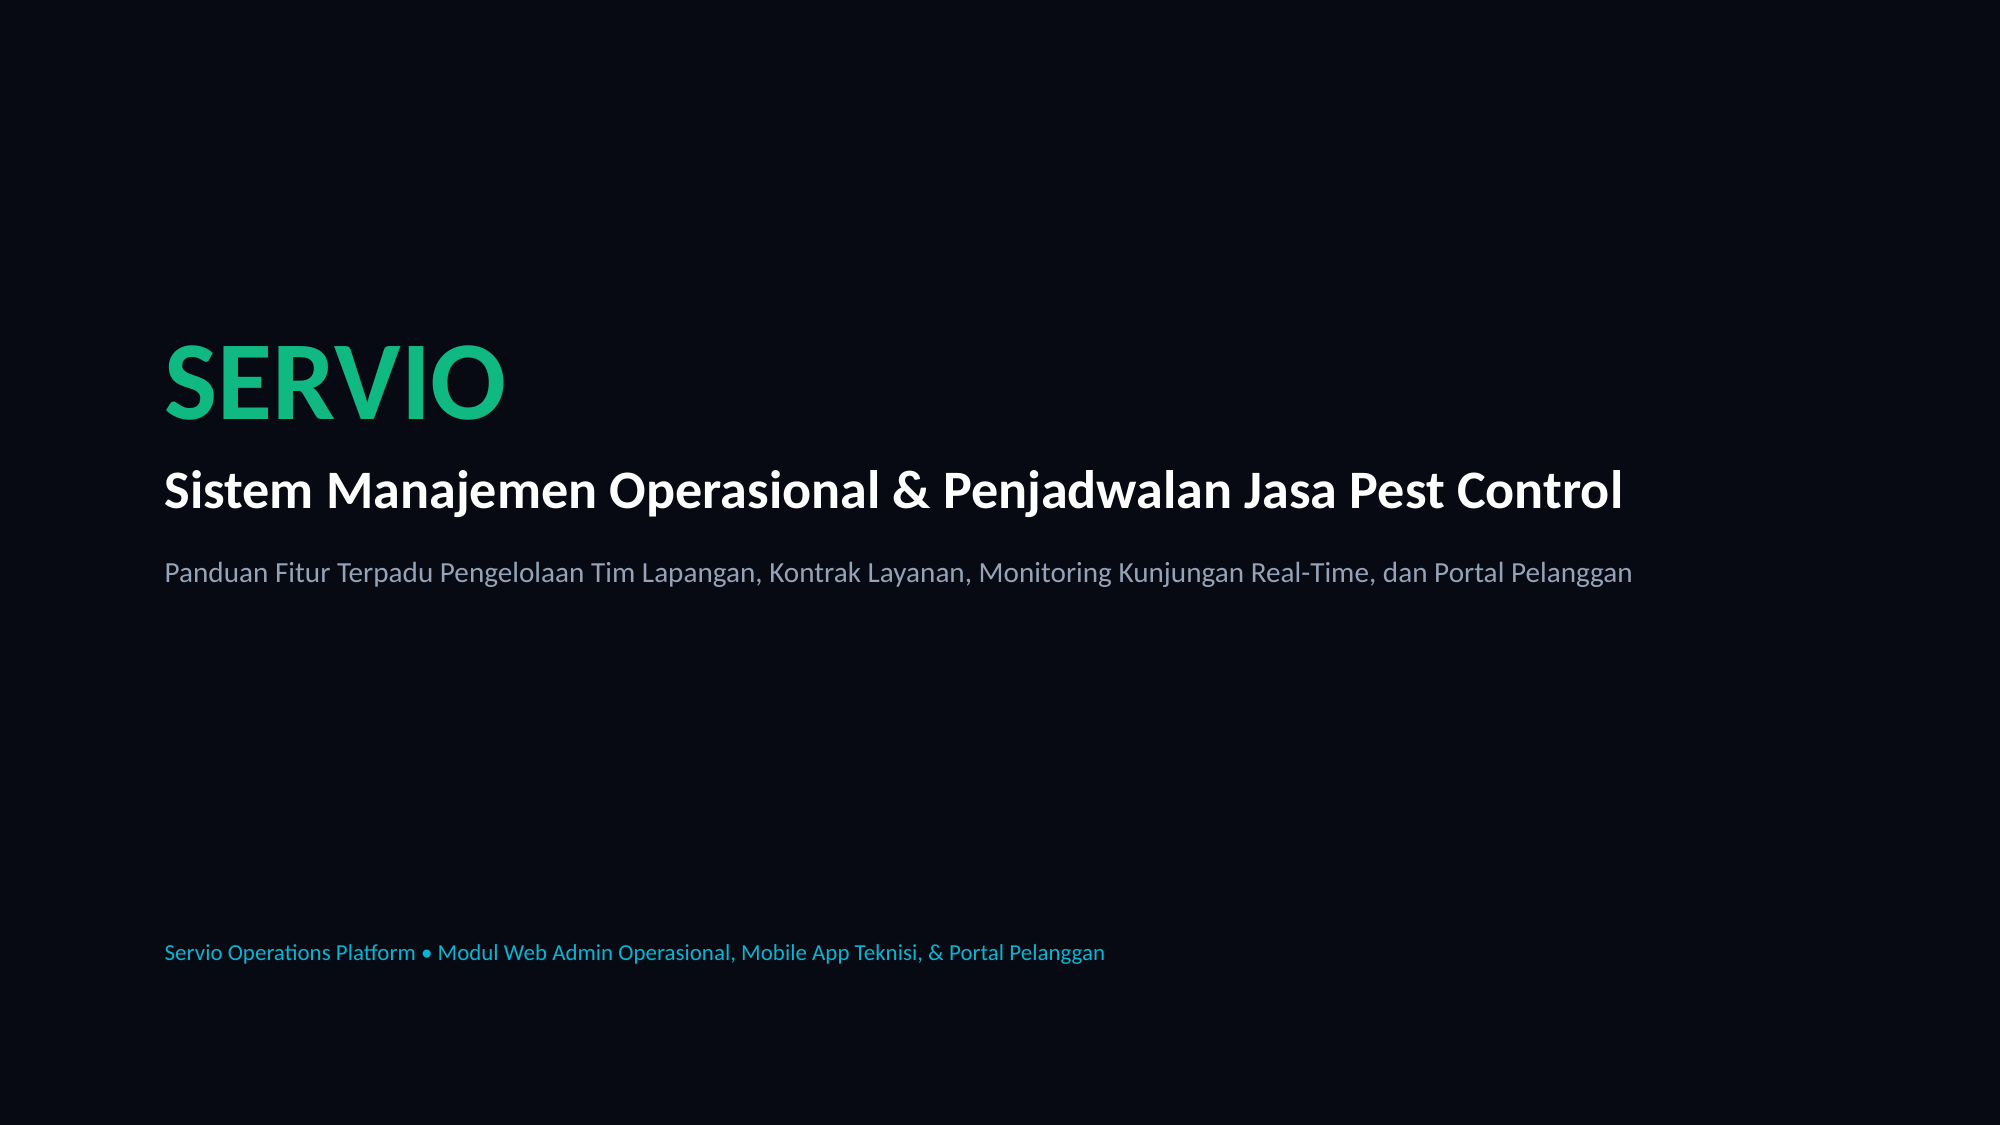 SERVIO
Sistem Manajemen Operasional & Penjadwalan Jasa Pest Control
Panduan Fitur Terpadu Pengelolaan Tim Lapangan, Kontrak Layanan, Monitoring Kunjungan Real-Time, dan Portal Pelanggan
Servio Operations Platform • Modul Web Admin Operasional, Mobile App Teknisi, & Portal Pelanggan